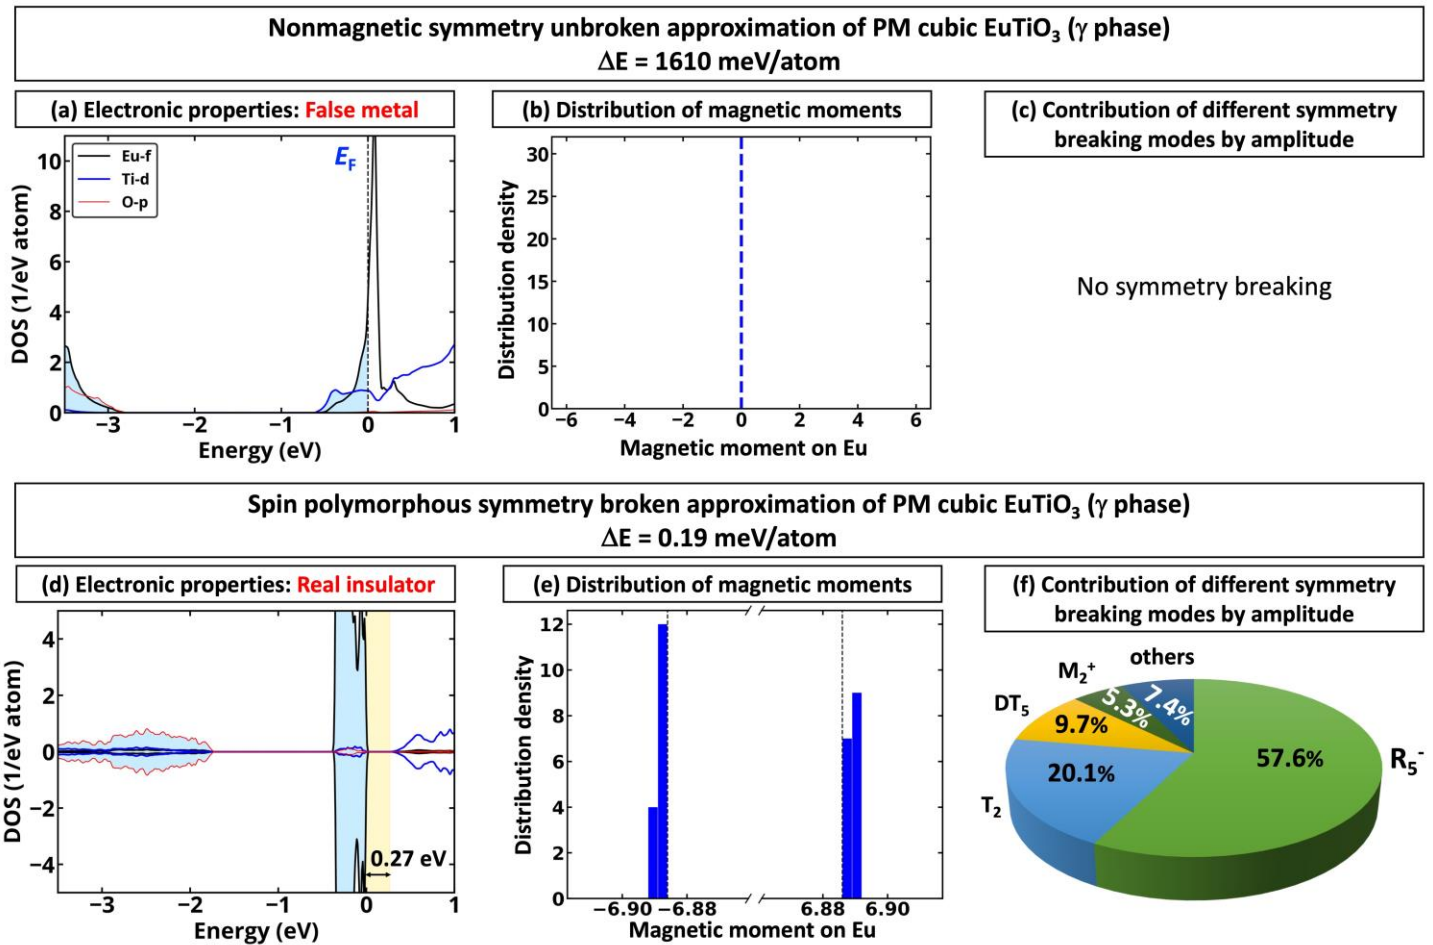 Nonmagnetic symmetry unbroken approximation of PM cubic EuTiO₃ (γ phase)
ΔE = 1610 meV/atom
(a) Electronic properties: False metal
(b) Distribution of magnetic moments
(c) Contribution of different symmetry
breaking modes by amplitude
DOS (1/eV atom)
10
8
6
4
2
0
Eu-f
Ti-d
O-p
E_F
−3
−2
−1
0
1
Energy (eV)
Distribution density
30
25
20
15
10
5
0
−6
−4
−2
0
2
4
6
Magnetic moment on Eu
No symmetry breaking
Spin polymorphous symmetry broken approximation of PM cubic EuTiO₃ (γ phase)
ΔE = 0.19 meV/atom
(d) Electronic properties: Real insulator
(e) Distribution of magnetic moments
(f) Contribution of different symmetry
breaking modes by amplitude
DOS (1/eV atom)
4
2
0
−2
−4
0.27 eV
−3
−2
−1
0
1
Energy (eV)
Distribution density
12
10
8
6
4
2
0
−6.90
−6.88
6.88
6.90
Magnetic moment on Eu
others
7.4%
M₂⁺
5.3%
DT₅
9.7%
T₂
20.1%
57.6%
R₅⁻